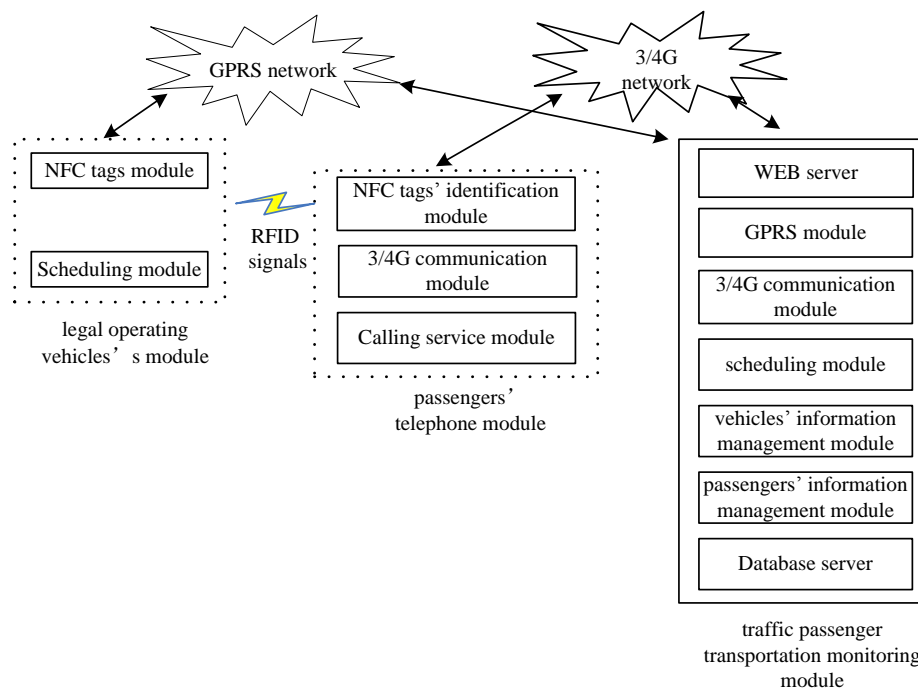 GPRS network
3/4G
network
NFC tags module
Scheduling module
legal operating
vehicles’ s module
RFID
signals
NFC tags’ identification
module
3/4G communication
module
Calling service module
passengers’
telephone module
WEB server
GPRS module
3/4G communication
module
scheduling module
vehicles’ information
management module
passengers’ information
management module
Database server
traffic passenger
transportation monitoring
module